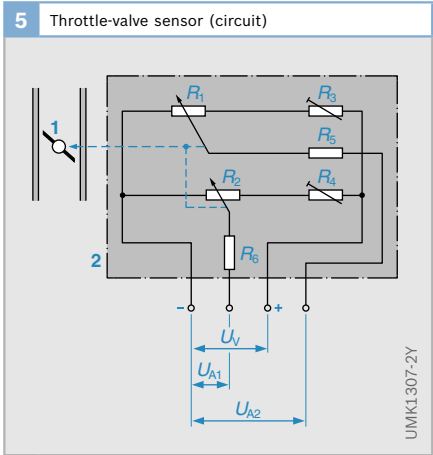 5 Throttle-valve sensor (circuit)
R1
R3
1
R5
R2
R4
2
R6
– +
UV
UA1
UA2
UMK1307-2Y